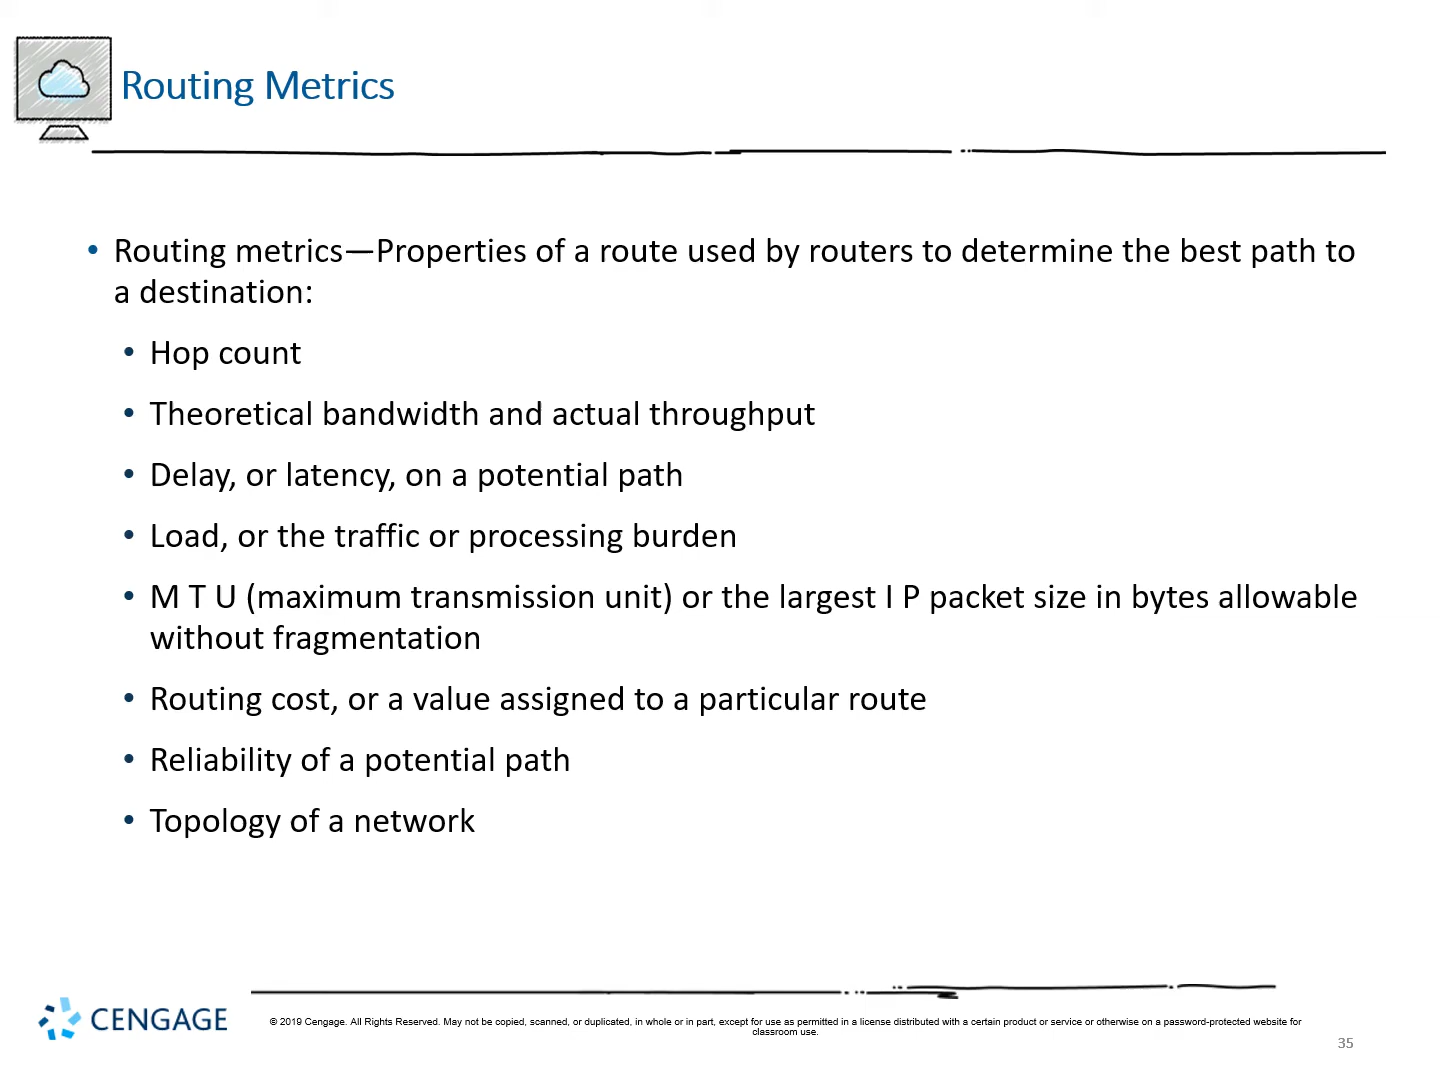 Routing Metrics
• Routing metrics—Properties of a route used by routers to determine the best path to
a destination:
• Hop count
• Theoretical bandwidth and actual throughput
• Delay, or latency, on a potential path
• Load, or the traffic or processing burden
• M T U (maximum transmission unit) or the largest I P packet size in bytes allowable
without fragmentation
• Routing cost, or a value assigned to a particular route
• Reliability of a potential path
• Topology of a network
CENGAGE
© 2019 Cengage. All Rights Reserved. May not be copied, scanned, or duplicated, in whole or in part, except for use as permitted in a license distributed with a certain product or service or otherwise on a password-protected website for
classroom use.
35